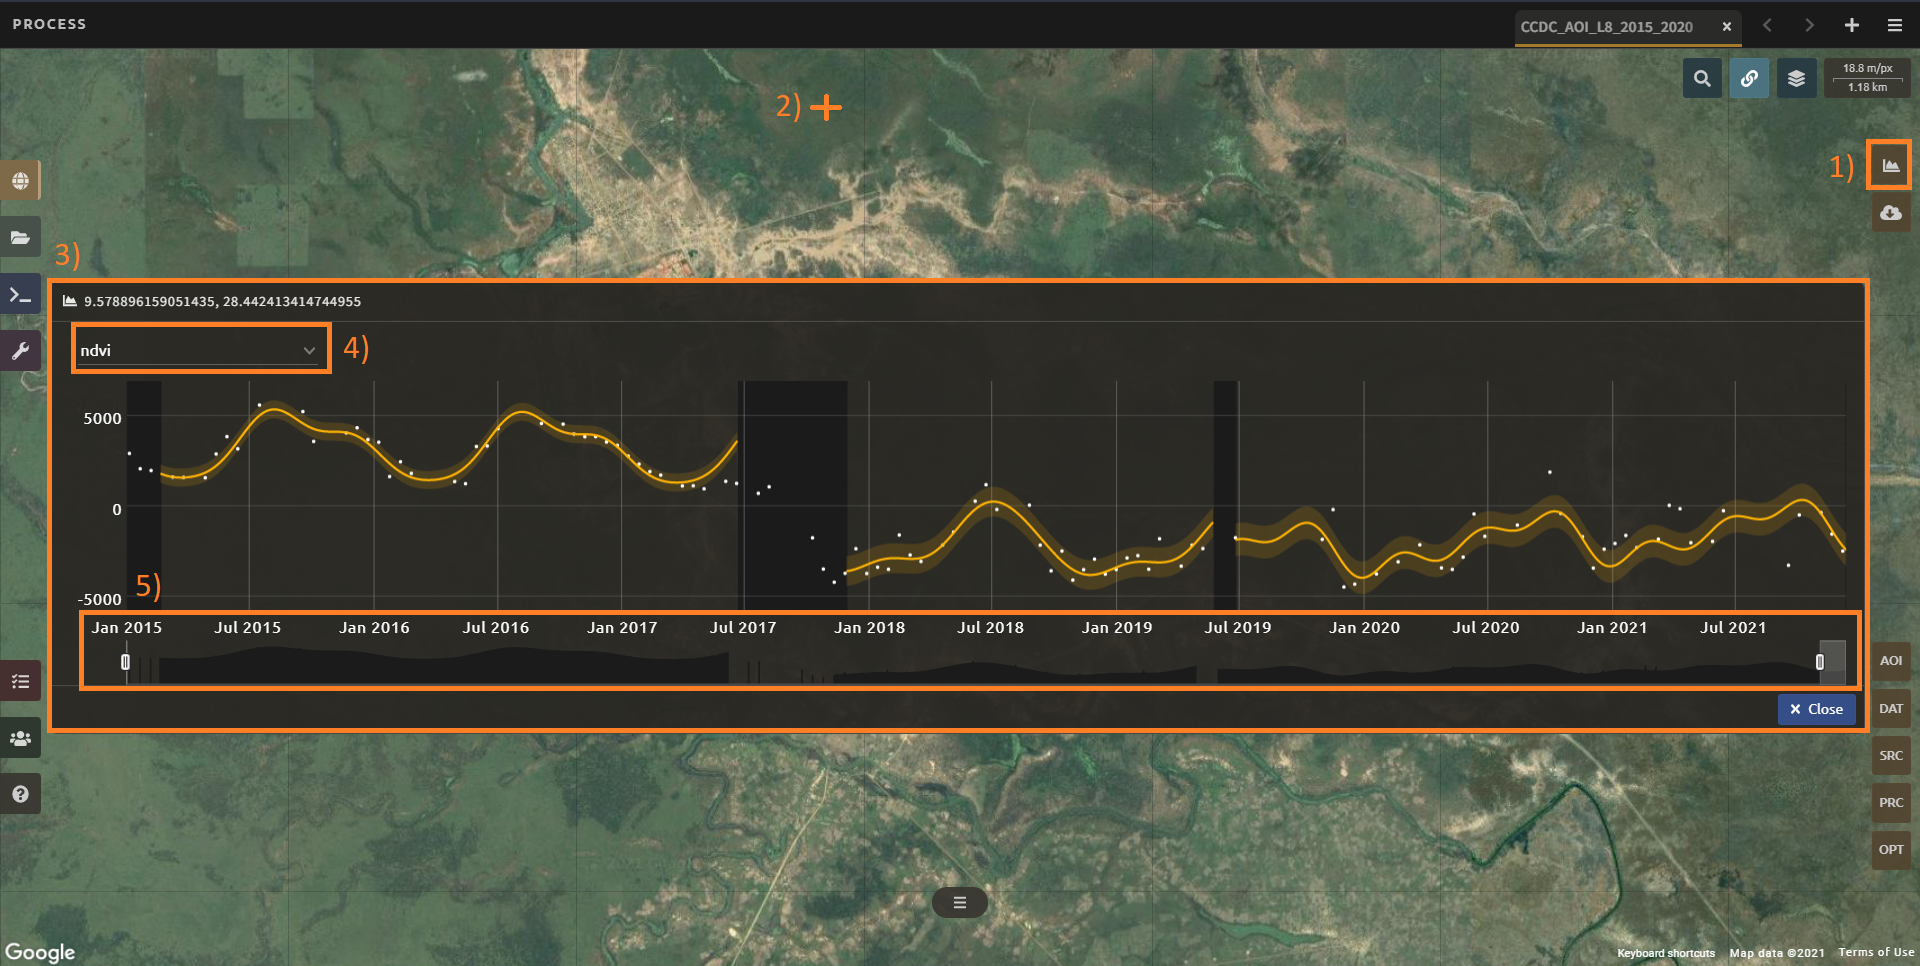 PROCESS
CCDC_AOI_L8_2015_2020
18.8 m/px
1.18 km
2)
1)
3)
9.578896159051435, 28.442413414744955
ndvi
4)
5000
0
-5000
5)
Jan 2015 Jul 2015 Jan 2016 Jul 2016 Jan 2017 Jul 2017 Jan 2018 Jul 2018 Jan 2019 Jul 2019 Jan 2020 Jul 2020 Jan 2021 Jul 2021
Close
AOI
DAT
SRC
PRC
OPT
Google
Keyboard shortcuts Map data ©2021 Terms of Use